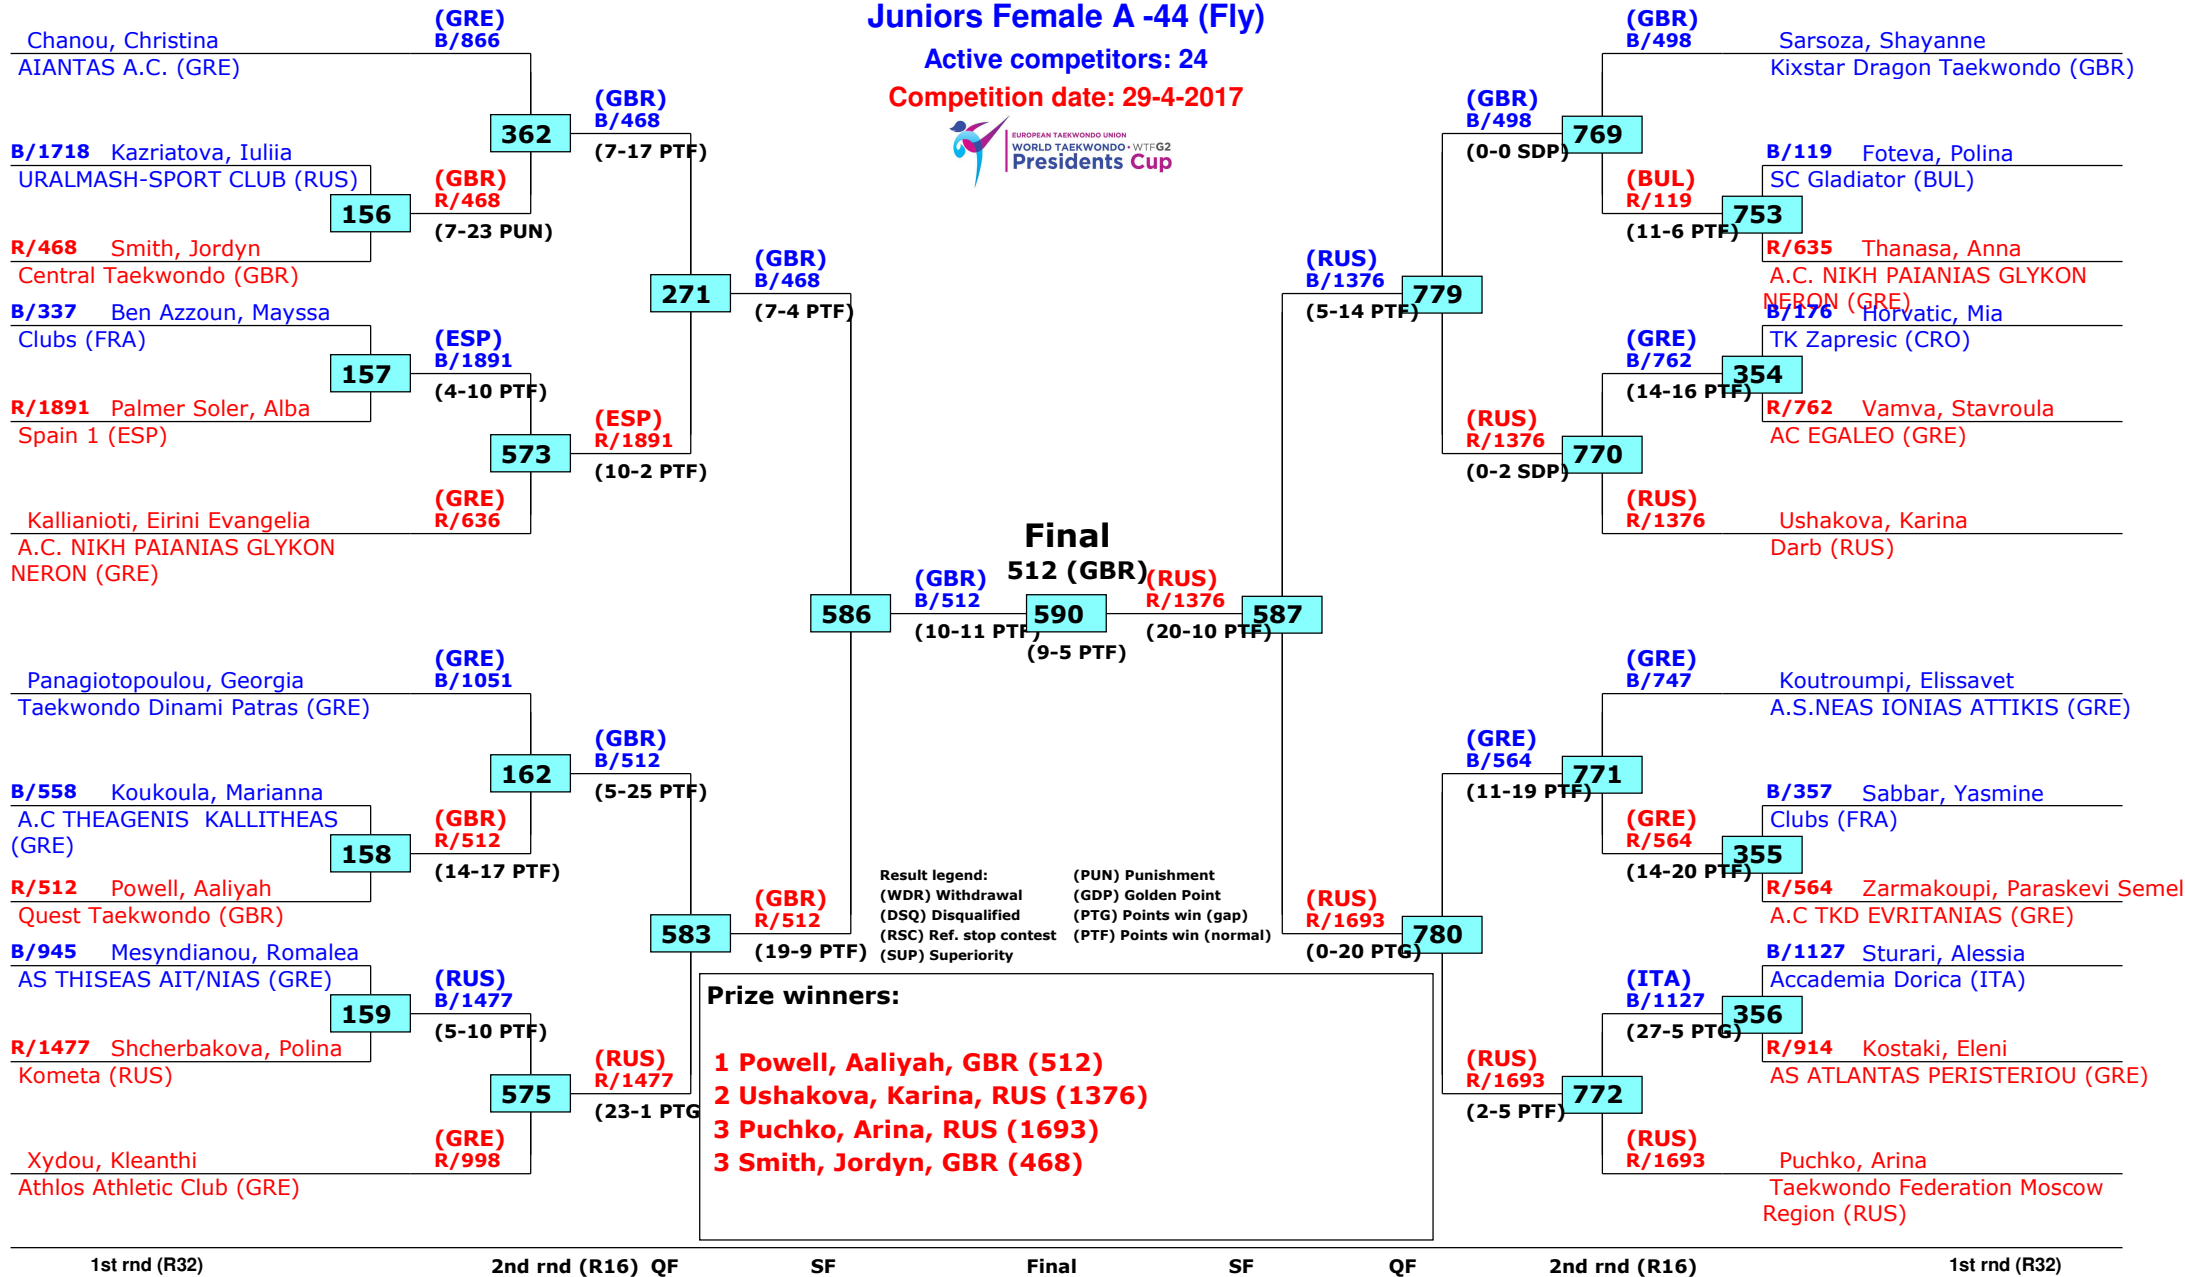 Juniors Female A -44 (Fly)
Active competitors: 24
Competition date: 29-4-2017
EUROPEAN TAEKWONDO UNION
WORLD TAEKWONDO • WTFG2
Presidents Cup
Chanou, Christina
AIANTAS A.C. (GRE)
(GRE)
B/866
B/1718 Kazriatova, Iuliia
URALMASH-SPORT CLUB (RUS)
156
R/468 Smith, Jordyn
Central Taekwondo (GBR)
(GBR)
R/468
(7-23 PUN)
362
(GBR)
B/468
(7-17 PTF)
B/337 Ben Azzoun, Mayssa
Clubs (FRA)
157
R/1891 Palmer Soler, Alba
Spain 1 (ESP)
(ESP)
B/1891
(4-10 PTF)
573
(ESP)
R/1891
(10-2 PTF)
Kallianioti, Eirini Evangelia
A.C. NIKH PAIANIAS GLYKON
NERON (GRE)
(GRE)
R/636
271
(GBR)
B/468
(7-4 PTF)
Panagiotopoulou, Georgia
Taekwondo Dinami Patras (GRE)
(GRE)
B/1051
B/558 Koukoula, Marianna
A.C THEAGENIS KALLITHEAS
(GRE)
158
R/512 Powell, Aaliyah
Quest Taekwondo (GBR)
(GBR)
R/512
(14-17 PTF)
162
(GBR)
B/512
(5-25 PTF)
B/945 Mesyndianou, Romalea
AS THISEAS AIT/NIAS (GRE)
159
R/1477 Shcherbakova, Polina
Kometa (RUS)
(RUS)
B/1477
(5-10 PTF)
575
(RUS)
R/1477
(23-1 PTG
Xydou, Kleanthi
Athlos Athletic Club (GRE)
(GRE)
R/998
583
(GBR)
R/512
(19-9 PTF)
586
(GBR)
B/512
(10-11 PTF)
Final
512 (GBR)
590
(9-5 PTF)
(RUS)
R/1376
(20-10 PTF)
587
(RUS)
B/1376
(5-14 PTF)
779
(GBR)
B/498
(0-0 SDP)
769
(GBR)
B/498
Sarsoza, Shayanne
Kixstar Dragon Taekwondo (GBR)
(BUL)
R/119
(11-6 PTF)
753
B/119 Foteva, Polina
SC Gladiator (BUL)
R/635 Thanasa, Anna
A.C. NIKH PAIANIAS GLYKON
NERON (GRE)
B/176 Horvatic, Mia
TK Zapresic (CRO)
(GRE)
B/762
(14-16 PTF)
354
R/762 Vamva, Stavroula
AC EGALEO (GRE)
(RUS)
R/1376
(0-2 SDP)
770
(RUS)
R/1376
Ushakova, Karina
Darb (RUS)
(GRE)
B/747
Koutroumpi, Elissavet
A.S.NEAS IONIAS ATTIKIS (GRE)
(GRE)
B/564
(11-19 PTF)
771
B/357 Sabbar, Yasmine
Clubs (FRA)
(GRE)
R/564
(14-20 PTF)
355
R/564 Zarmakoupi, Paraskevi Semel
A.C TKD EVRITANIAS (GRE)
(RUS)
R/1693
(0-20 PTG)
780
B/1127 Sturari, Alessia
Accademia Dorica (ITA)
(ITA)
B/1127
(27-5 PTG)
356
R/914 Kostaki, Eleni
AS ATLANTAS PERISTERIOU (GRE)
(RUS)
R/1693
(2-5 PTF)
772
(RUS)
R/1693
Puchko, Arina
Taekwondo Federation Moscow
Region (RUS)
Result legend: (PUN) Punishment
(WDR) Withdrawal (GDP) Golden Point
(DSQ) Disqualified (PTG) Points win (gap)
(RSC) Ref. stop contest (PTF) Points win (normal)
(SUP) Superiority
Prize winners:
1 Powell, Aaliyah, GBR (512)
2 Ushakova, Karina, RUS (1376)
3 Puchko, Arina, RUS (1693)
3 Smith, Jordyn, GBR (468)
1st rnd (R32) 2nd rnd (R16) QF SF Final SF QF 2nd rnd (R16) 1st rnd (R32)